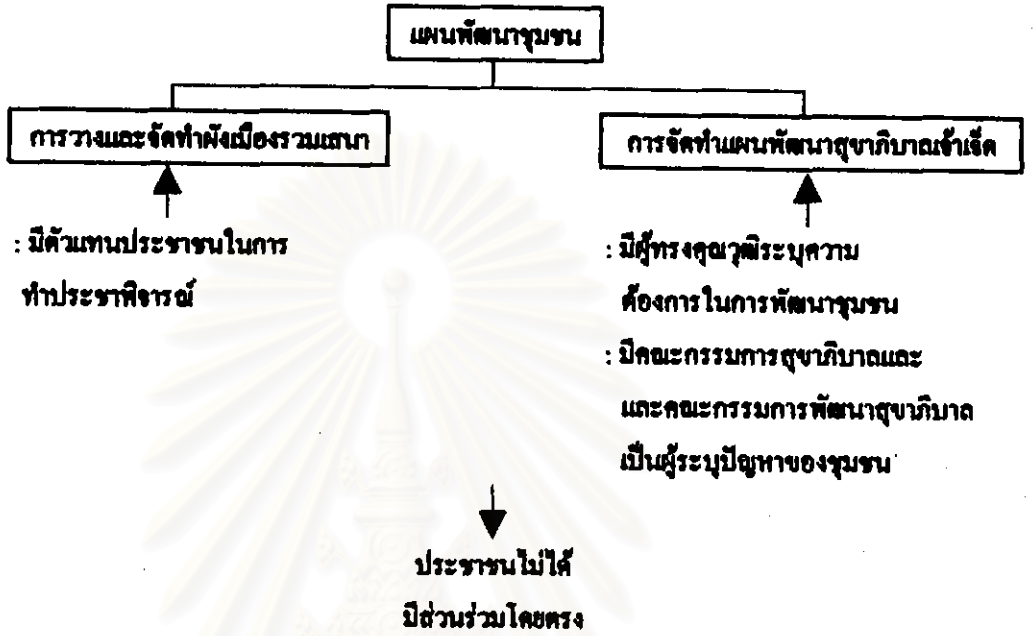 แผนพัฒนาชุมชน
การวางและจัดทำผังเมืองรวมเสนา
การจัดทำแผนพัฒนาสุขาภิบาลเจ้าเจ็ด
: มีตัวแทนประชาชนในการ
ทำประชาพิจารณ์
: มีผู้ทรงคุณวุฒิระบุความ
ต้องการในการพัฒนาชุมชน
: มีคณะกรรมการสุขาภิบาลและ
และคณะกรรมการพัฒนาสุขาภิบาล
เป็นผู้ระบุปัญหาของชุมชน
ประชาชนไม่ได้
มีส่วนร่วมโดยตรง